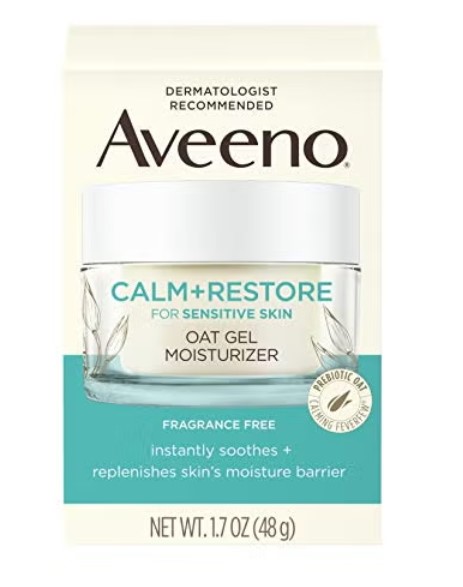 DERMATOLOGIST
RECOMMENDED
Aveeno®
CALM+RESTORE
FOR SENSITIVE SKIN
OAT GEL
MOISTURIZER
PREBIOTIC OAT
CALMING FEVERFEW
FRAGRANCE FREE
instantly soothes +
replenishes skin's moisture barrier
NET WT. 1.7 OZ (48 g)